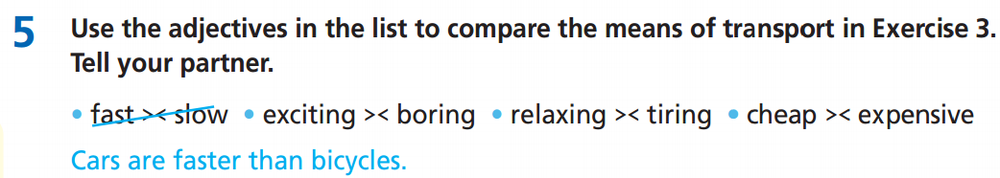 5 Use the adjectives in the list to compare the means of transport in Exercise 3.
Tell your partner.
• fast >< slow • exciting >< boring • relaxing >< tiring • cheap >< expensive
Cars are faster than bicycles.